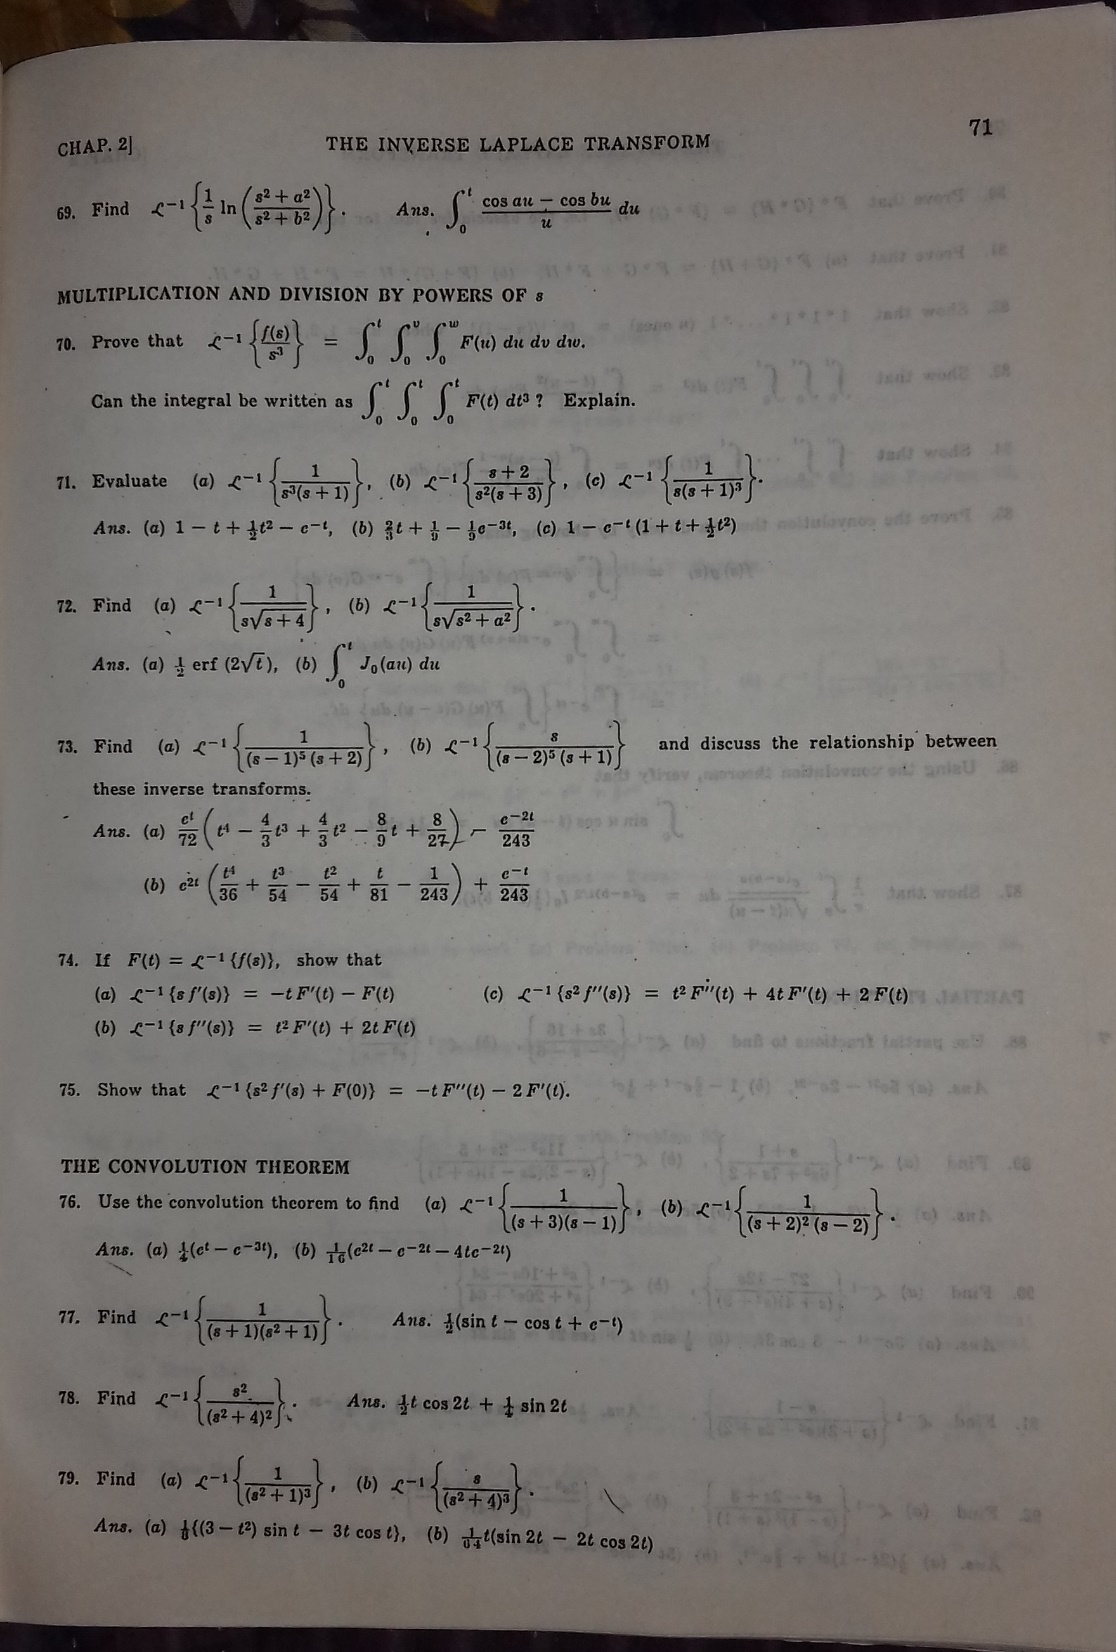 CHAP. 2] THE INVERSE LAPLACE TRANSFORM 71
69. Find ℒ⁻¹{1/s ln((s² + a²)/(s² + b²))}. Ans. ∫₀ᵗ (cos au − cos bu)/u du
MULTIPLICATION AND DIVISION BY POWERS OF s
70. Prove that ℒ⁻¹{f(s)/s³} = ∫₀ᵗ ∫₀ᵛ ∫₀ʷ F(u) du dv dw.
Can the integral be written as ∫₀ᵗ ∫₀ᵗ ∫₀ᵗ F(t) dt³ ? Explain.
71. Evaluate (a) ℒ⁻¹{1/(s³(s + 1))}, (b) ℒ⁻¹{(s + 2)/(s²(s + 3))}, (c) ℒ⁻¹{1/(s(s + 1)³)}.
Ans. (a) 1 − t + ½t² − e⁻ᵗ, (b) ⅔t + 1/9 − 1/9 e⁻³ᵗ, (c) 1 − e⁻ᵗ (1 + t + ½t²)
72. Find (a) ℒ⁻¹{1/(s√(s + 4))}, (b) ℒ⁻¹{1/(s√(s² + a²))}.
Ans. (a) ½ erf (2√t), (b) ∫₀ᵗ J₀(au) du
73. Find (a) ℒ⁻¹{1/((s − 1)⁵ (s + 2))}, (b) ℒ⁻¹{s/((s − 2)⁵ (s + 1))} and discuss the relationship between
these inverse transforms.
Ans. (a) eᵗ/72 (t⁴ − 4/3 t³ + 4/3 t² − 8/9 t + 8/27) − e⁻²ᵗ/243
(b) e²ᵗ (t⁴/36 + t³/54 − t²/54 + t/81 − 1/243) + e⁻ᵗ/243
74. If F(t) = ℒ⁻¹{f(s)}, show that
(a) ℒ⁻¹{s f′(s)} = −t F′(t) − F(t) (c) ℒ⁻¹{s² f″(s)} = t² F″(t) + 4t F′(t) + 2 F(t)
(b) ℒ⁻¹{s f″(s)} = t² F′(t) + 2t F(t)
75. Show that ℒ⁻¹{s² f′(s) + F(0)} = −t F″(t) − 2 F′(t).
THE CONVOLUTION THEOREM
76. Use the convolution theorem to find (a) ℒ⁻¹{1/((s + 3)(s − 1))}, (b) ℒ⁻¹{1/((s + 2)² (s − 2))}.
Ans. (a) ¼(eᵗ − e⁻³ᵗ), (b) 1/16(e²ᵗ − e⁻²ᵗ − 4te⁻²ᵗ)
77. Find ℒ⁻¹{1/((s + 1)(s² + 1))}. Ans. ½(sin t − cos t + e⁻ᵗ)
78. Find ℒ⁻¹{s²/(s² + 4)²}. Ans. ½t cos 2t + ¼ sin 2t
79. Find (a) ℒ⁻¹{1/(s² + 1)³}, (b) ℒ⁻¹{s/(s² + 4)³}.
Ans. (a) ⅛{(3 − t²) sin t − 3t cos t}, (b) 1/64 t(sin 2t − 2t cos 2t)